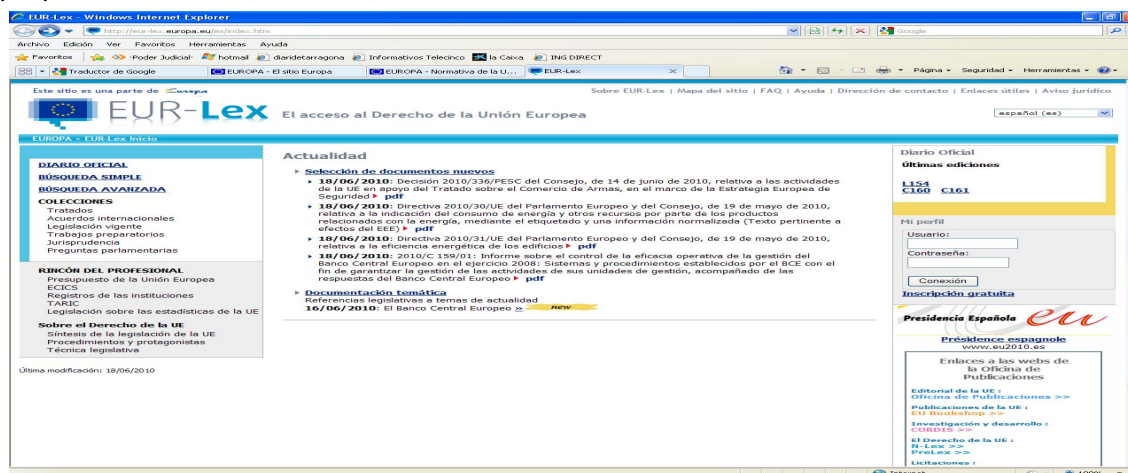 EUR-Lex - Windows Internet Explorer
http://eur-lex.europa.eu/es/index.htm
Google
Archivo Edición Ver Favoritos Herramientas Ayuda
Favoritos Poder Judicial hotmail diaridetarragona Informativos Telecinco la Caixa ING DIRECT
Traductor de Google EUROPA - El sitio Europa EUROPA - Normativa de la U... EUR-Lex Página Seguridad Herramientas
Este sitio es una parte de Europa
Sobre EUR-Lex | Mapa del sitio | FAQ | Ayuda | Dirección de contacto | Enlaces útiles | Aviso jurídico
EUR-Lex El acceso al Derecho de la Unión Europea
español (es)
EUROPA > EUR-Lex Inicio
DIARIO OFICIAL
BÚSQUEDA SIMPLE
BÚSQUEDA AVANZADA
COLECCIONES
Tratados
Acuerdos internacionales
Legislación vigente
Trabajos preparatorios
Jurisprudencia
Preguntas parlamentarias
RINCÓN DEL PROFESIONAL
Presupuesto de la Unión Europea
ECICS
Registros de las instituciones
TARIC
Legislación sobre las estadísticas de la UE
Sobre el Derecho de la UE
Síntesis de la legislación de la UE
Procedimientos y protagonistas
Técnica legislativa
Última modificación: 18/06/2010
Actualidad
Selección de documentos nuevos
18/06/2010: Decisión 2010/336/PESC del Consejo, de 14 de junio de 2010, relativa a las actividades
de la UE en apoyo del Tratado sobre el Comercio de Armas, en el marco de la Estrategia Europea de
Seguridad pdf
18/06/2010: Directiva 2010/30/UE del Parlamento Europeo y del Consejo, de 19 de mayo de 2010,
relativa a la indicación del consumo de energía y otros recursos por parte de los productos
relacionados con la energía, mediante el etiquetado y una información normalizada (Texto pertinente a
efectos del EEE) pdf
18/06/2010: Directiva 2010/31/UE del Parlamento Europeo y del Consejo, de 19 de mayo de 2010,
relativa a la eficiencia energética de los edificios pdf
18/06/2010: 2010/C 159/01: Informe sobre el control de la eficacia operativa de la gestión del
Banco Central Europeo en el ejercicio 2008: Sistemas y procedimientos establecidos por el BCE con el
fin de garantizar la gestión de las actividades de sus unidades de gestión, acompañado de las
respuestas del Banco Central Europeo pdf
Documentación temática
Referencias legislativas a temas de actualidad
16/06/2010: El Banco Central Europeo » new
Diario Oficial
Últimas ediciones
L154
C160 C161
Mi perfil
Usuario:
Contraseña:
Conexión
Inscripción gratuita
Presidencia Española eu
Présidence espagnole
www.eu2010.es
Enlaces a las webs de
la Oficina de
Publicaciones
Editorial de la UE :
Oficina de Publicaciones >>
Publicaciones de la UE :
EU Bookshop >>
Investigación y desarrollo :
CORDIS >>
El Derecho de la UE :
N-Lex >>
PreLex >>
Licitaciones :
Internet 100%